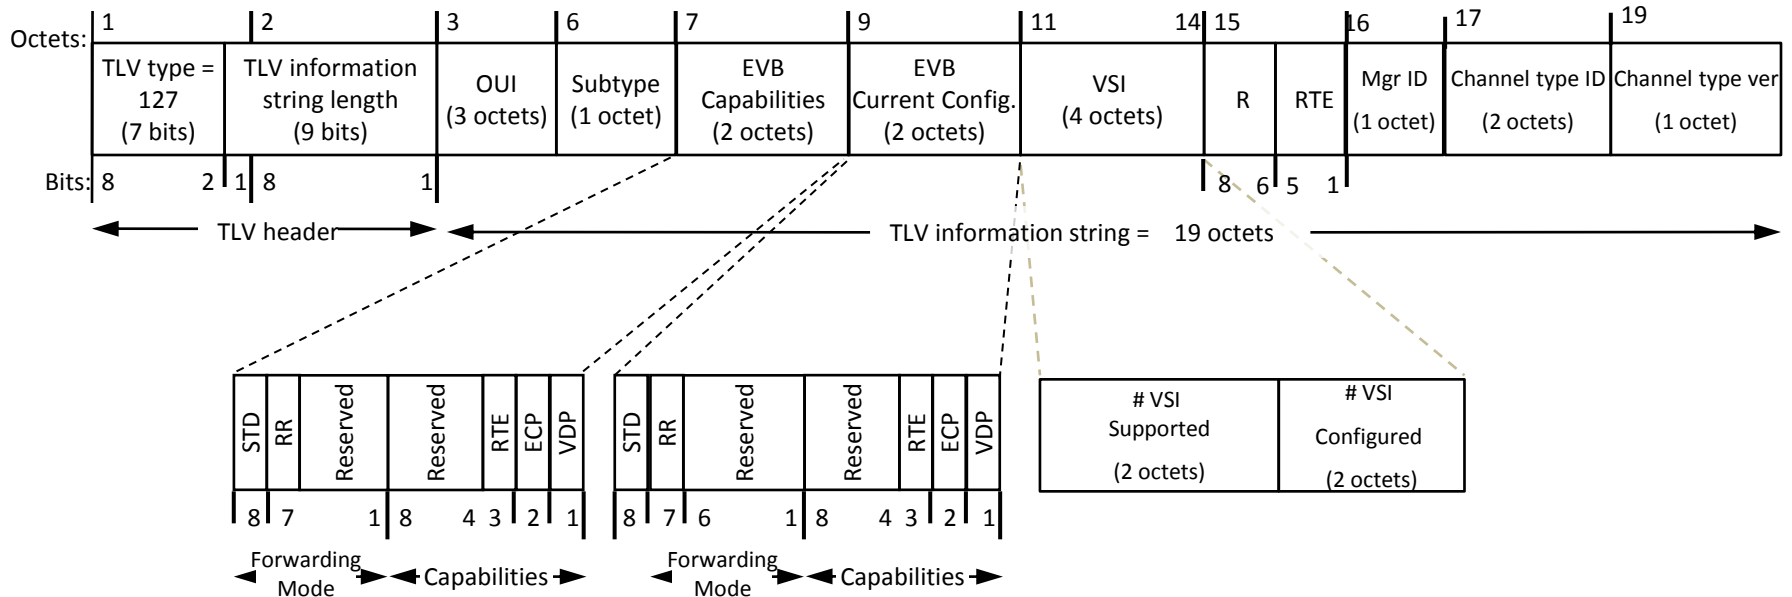 Octets: 1 2 3 6 7 9 11 14 15 16 17 19
TLV type =
127
(7 bits)
TLV information
string length
(9 bits)
OUI
(3 octets)
Subtype
(1 octet)
EVB
Capabilities
(2 octets)
EVB
Current Config.
(2 octets)
VSI
(4 octets)
R
RTE
Mgr ID
(1 octet)
Channel type ID
(2 octets)
Channel type ver
(1 octet)
Bits: 8 2 1 8 1 8 6 5 1
TLV header
TLV information string = 19 octets
STD
RR
Reserved
Reserved
RTE
ECP
VDP
STD
RR
Reserved
Reserved
RTE
ECP
VDP
# VSI
Supported
(2 octets)
# VSI
Configured
(2 octets)
8 7 1 8 4 3 2 1
8 7 6 1 8 4 3 2 1
Forwarding
Mode
Capabilities
Forwarding
Mode
Capabilities